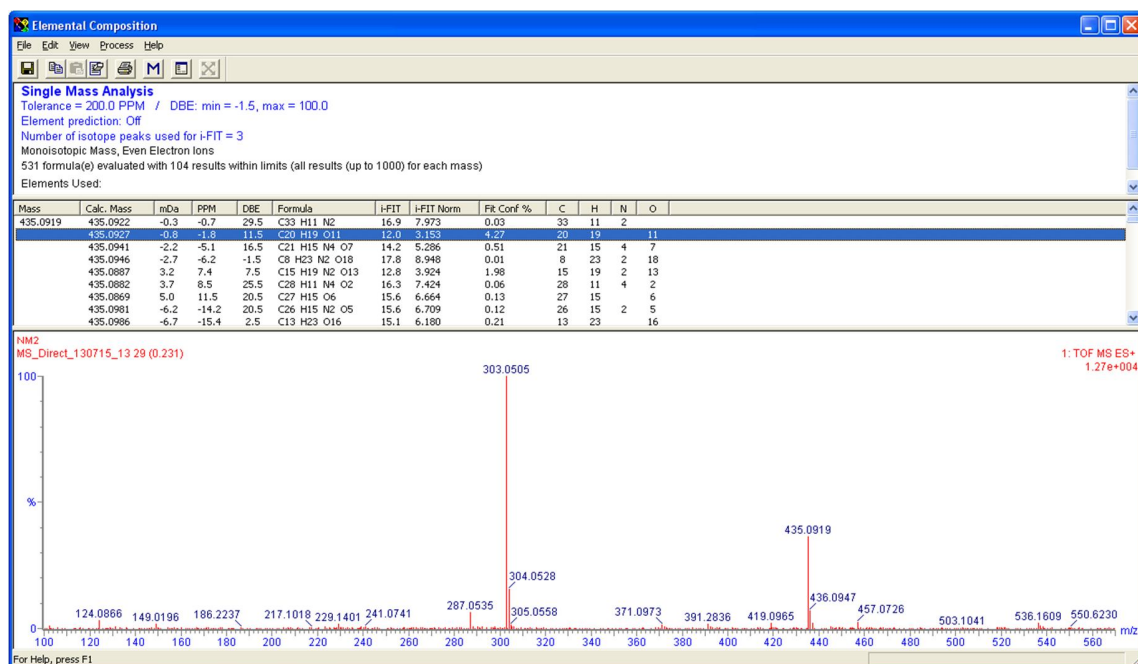 Elemental Composition
File Edit View Process Help
M
Single Mass Analysis
Tolerance = 200.0 PPM / DBE: min = -1.5, max = 100.0
Element prediction: Off
Number of isotope peaks used for i-FIT = 3
Monoisotopic Mass, Even Electron Ions
531 formula(e) evaluated with 104 results within limits (all results (up to 1000) for each mass)
Elements Used:
Mass Calc. Mass mDa PPM DBE Formula i-FIT i-FIT Norm Fit Conf % C H N O
435.0919 435.0922 -0.3 -0.7 29.5 C33 H11 N2 16.9 7.973 0.03 33 11 2
435.0927 -0.8 -1.8 11.5 C20 H19 O11 12.0 3.153 4.27 20 19 11
435.0941 -2.2 -5.1 16.5 C21 H15 N4 O7 14.2 5.286 0.51 21 15 4 7
435.0946 -2.7 -6.2 -1.5 C8 H23 N2 O18 17.8 8.948 0.01 8 23 2 18
435.0887 3.2 7.4 7.5 C15 H19 N2 O13 12.8 3.924 1.98 15 19 2 13
435.0882 3.7 8.5 25.5 C28 H11 N4 O2 16.3 7.424 0.06 28 11 4 2
435.0869 5.0 11.5 20.5 C27 H15 O6 15.6 6.664 0.13 27 15 6
435.0981 -6.2 -14.2 20.5 C26 H15 N2 O5 15.6 6.709 0.12 26 15 2 5
435.0986 -6.7 -15.4 2.5 C13 H23 O16 15.1 6.180 0.21 13 23 16
NM2
MS_Direct_130715_13 29 (0.231)
1: TOF MS ES+
1.27e+004
100
303.0505
%
435.0919
304.0528
436.0947
124.0866 149.0196 186.2237 217.1018 229.1401 241.0741 287.0535 305.0558 371.0973 391.2836 419.0965 457.0726 503.1041 536.1609 550.6230
0
100 120 140 160 180 200 220 240 260 280 300 320 340 360 380 400 420 440 460 480 500 520 540 560 m/z
For Help, press F1